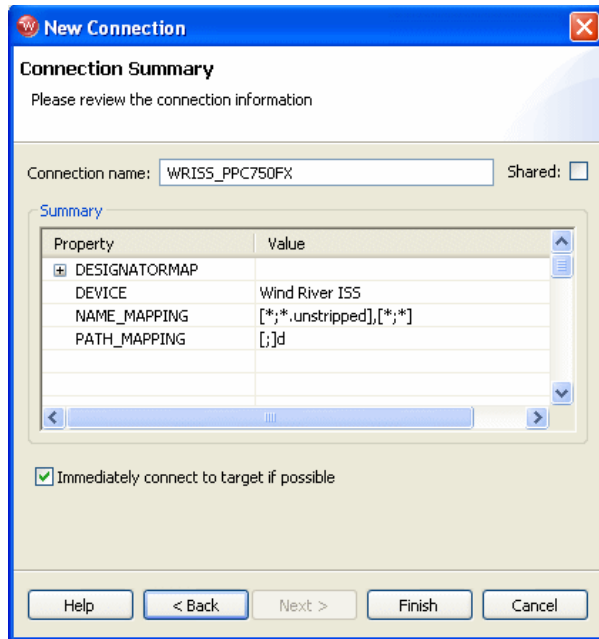 New Connection
Connection Summary
Please review the connection information
Connection name: WRISS_PPC750FX Shared:
Summary
Property Value
DESIGNATORMAP
DEVICE Wind River ISS
NAME_MAPPING [*;*.unstripped],[*;*]
PATH_MAPPING [;]d
Immediately connect to target if possible
Help < Back Next > Finish Cancel